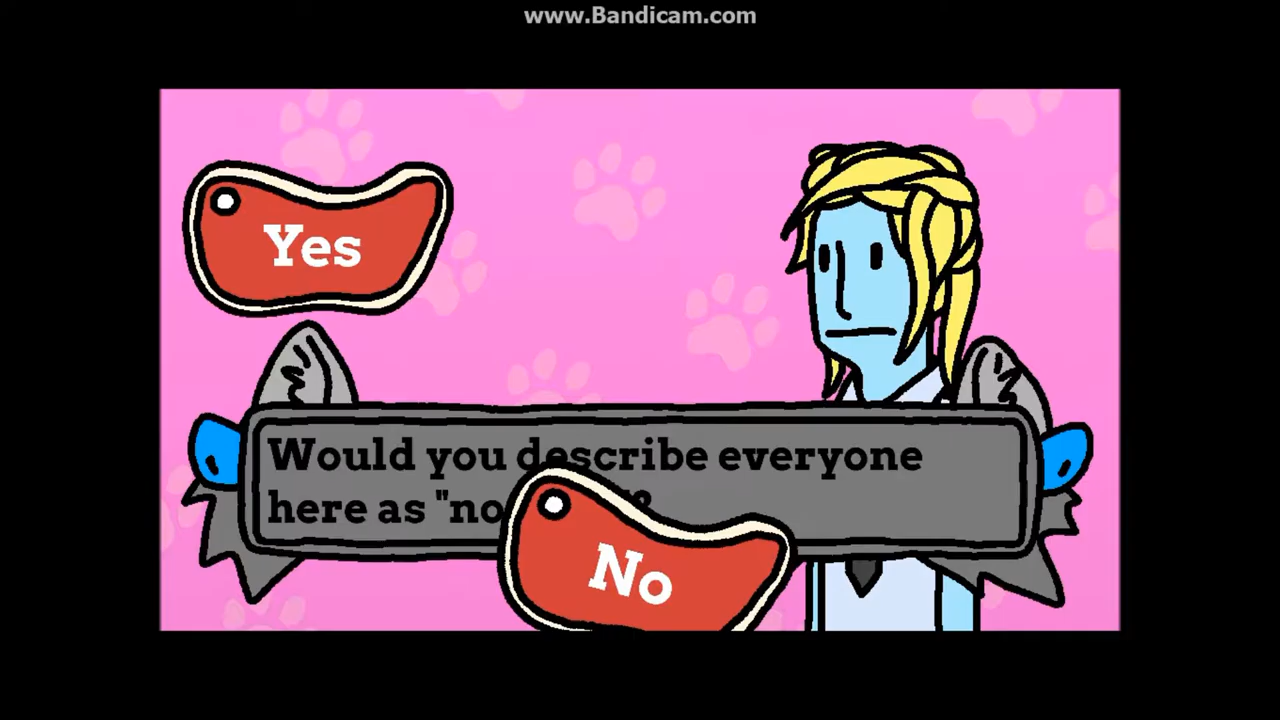 www.Bandicam.com
Yes
Would you describe everyone
here as "no
No